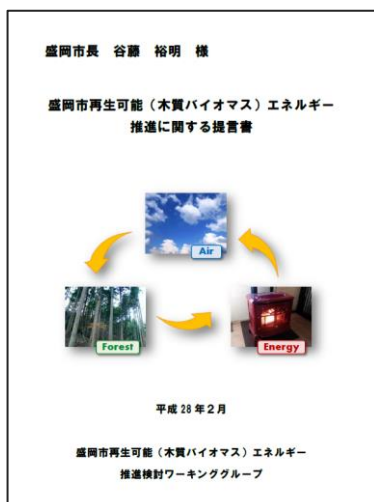 盛岡市長 谷藤 裕明 様
盛岡市再生可能（木質バイオマス）エネルギー
推進に関する提言書
Air
Forest
Energy
平成28年2月
盛岡市再生可能（木質バイオマス）エネルギー
推進検討ワーキンググループ